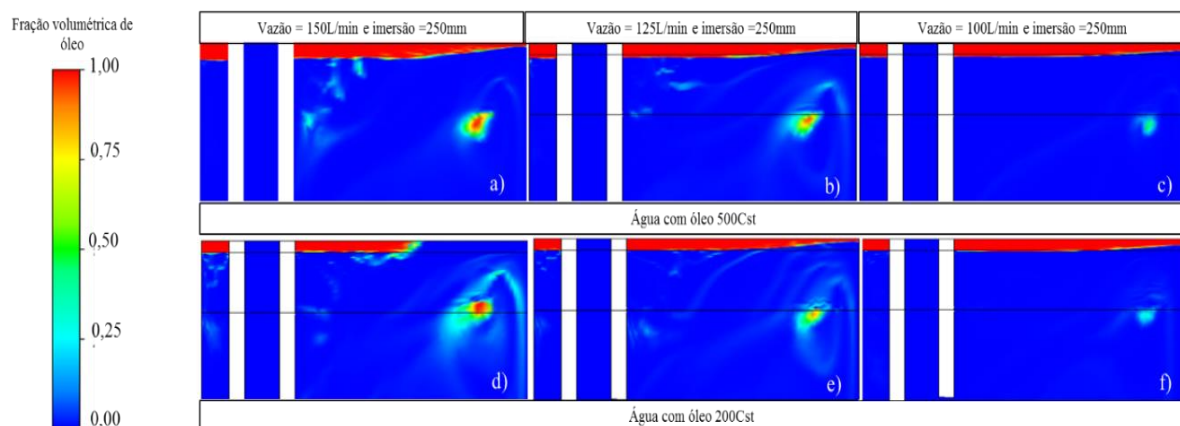 Fração volumétrica de
óleo
1,00
0,75
0,50
0,25
0,00
Vazão = 150L/min e imersão =250mm
Vazão = 125L/min e imersão =250mm
Vazão = 100L/min e imersão =250mm
a)
b)
c)
Água com óleo 500Cst
d)
e)
f)
Água com óleo 200Cst